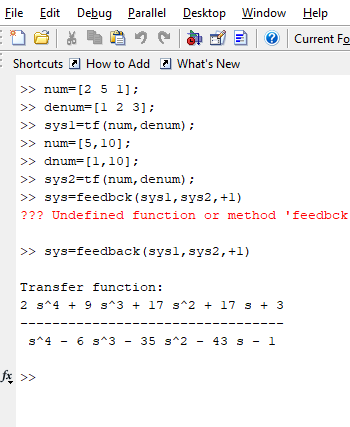 File Edit Debug Parallel Desktop Window Help
Current Fo
Shortcuts How to Add What's New
>> num=[2 5 1];
>> denum=[1 2 3];
>> sys1=tf(num,denum);
>> num=[5,10];
>> dnum=[1,10];
>> sys2=tf(num,denum);
>> sys=feedbck(sys1,sys2,+1)
??? Undefined function or method 'feedbck
>> sys=feedback(sys1,sys2,+1)
Transfer function:
2 s^4 + 9 s^3 + 17 s^2 + 17 s + 3
---------------------------------
s^4 - 6 s^3 - 35 s^2 - 43 s - 1
fx >>